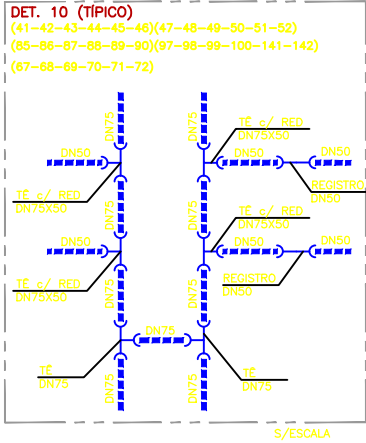 DET. 10 (TÍPICO)
(41-42-43-44-45-46)(47-48-49-50-51-52)
(85-86-87-88-89-90)(97-98-99-100-141-142)
(67-68-69-70-71-72)
DN75
DN75
TÊ c/ RED
DN75X50
DN50
DN50
DN50
TÊ c/ RED
DN75X50
REGISTRO
DN50
DN75
DN75
TÊ c/ RED
DN75X50
DN50
DN50
DN50
TÊ c/ RED
DN75X50
REGISTRO
DN50
DN75
DN75
DN75
TÊ
DN75
TÊ
DN75
DN75
DN75
S/ESCALA